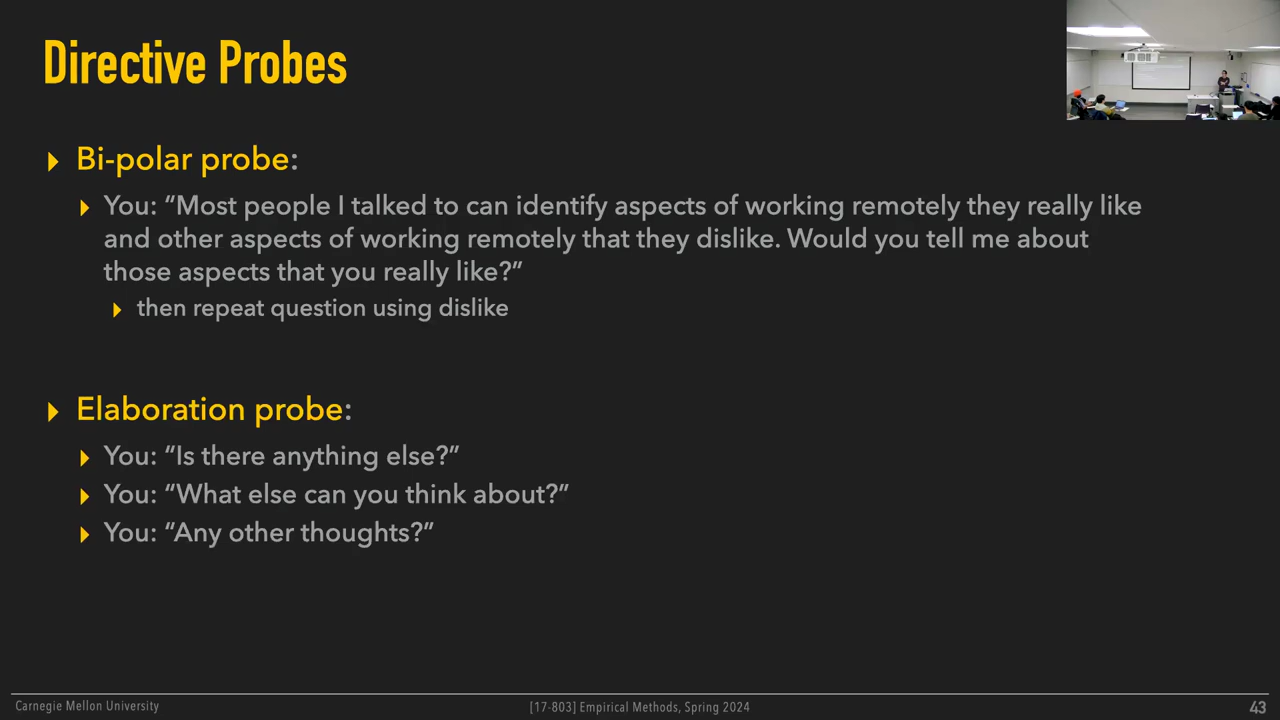 Directive Probes
Bi-polar probe:
You: “Most people I talked to can identify aspects of working remotely they really like
and other aspects of working remotely that they dislike. Would you tell me about
those aspects that you really like?”
then repeat question using dislike
Elaboration probe:
You: “Is there anything else?”
You: “What else can you think about?”
You: “Any other thoughts?”
Carnegie Mellon University
[17-803] Empirical Methods, Spring 2024
43